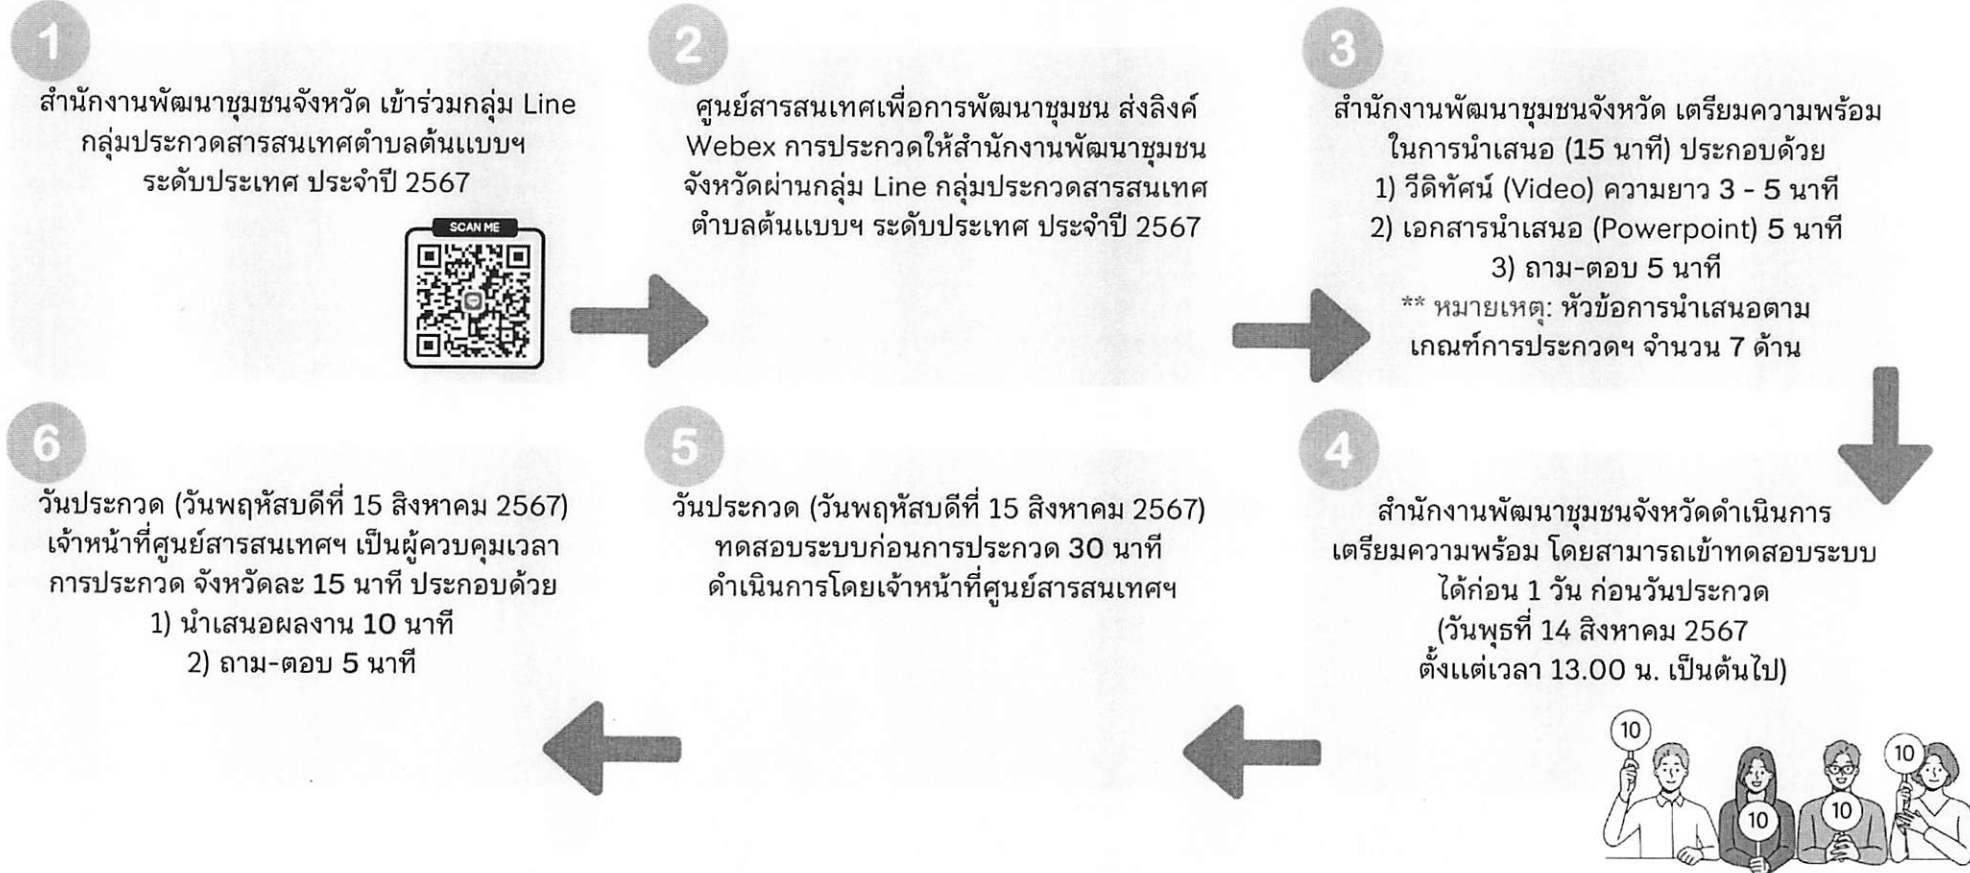 1
สำนักงานพัฒนาชุมชนจังหวัด เข้าร่วมกลุ่ม Line
กลุ่มประกวดสารสนเทศตำบลต้นแบบฯ
ระดับประเทศ ประจำปี 2567
SCAN ME
2
ศูนย์สารสนเทศเพื่อการพัฒนาชุมชน ส่งลิงค์
Webex การประกวดให้สำนักงานพัฒนาชุมชน
จังหวัดผ่านกลุ่ม Line กลุ่มประกวดสารสนเทศ
ตำบลต้นแบบฯ ระดับประเทศ ประจำปี 2567
3
สำนักงานพัฒนาชุมชนจังหวัด เตรียมความพร้อม
ในการนำเสนอ (15 นาที) ประกอบด้วย
1) วีดิทัศน์ (Video) ความยาว 3 - 5 นาที
2) เอกสารนำเสนอ (Powerpoint) 5 นาที
3) ถาม-ตอบ 5 นาที
** หมายเหตุ: หัวข้อการนำเสนอตาม
เกณฑ์การประกวดฯ จำนวน 7 ด้าน
4
สำนักงานพัฒนาชุมชนจังหวัดดำเนินการ
เตรียมความพร้อม โดยสามารถเข้าทดสอบระบบ
ได้ก่อน 1 วัน ก่อนวันประกวด
(วันพุธที่ 14 สิงหาคม 2567
ตั้งแต่เวลา 13.00 น. เป็นต้นไป)
5
วันประกวด (วันพฤหัสบดีที่ 15 สิงหาคม 2567)
ทดสอบระบบก่อนการประกวด 30 นาที
ดำเนินการโดยเจ้าหน้าที่ศูนย์สารสนเทศฯ
6
วันประกวด (วันพฤหัสบดีที่ 15 สิงหาคม 2567)
เจ้าหน้าที่ศูนย์สารสนเทศฯ เป็นผู้ควบคุมเวลา
การประกวด จังหวัดละ 15 นาที ประกอบด้วย
1) นำเสนอผลงาน 10 นาที
2) ถาม-ตอบ 5 นาที
10
10
10
10